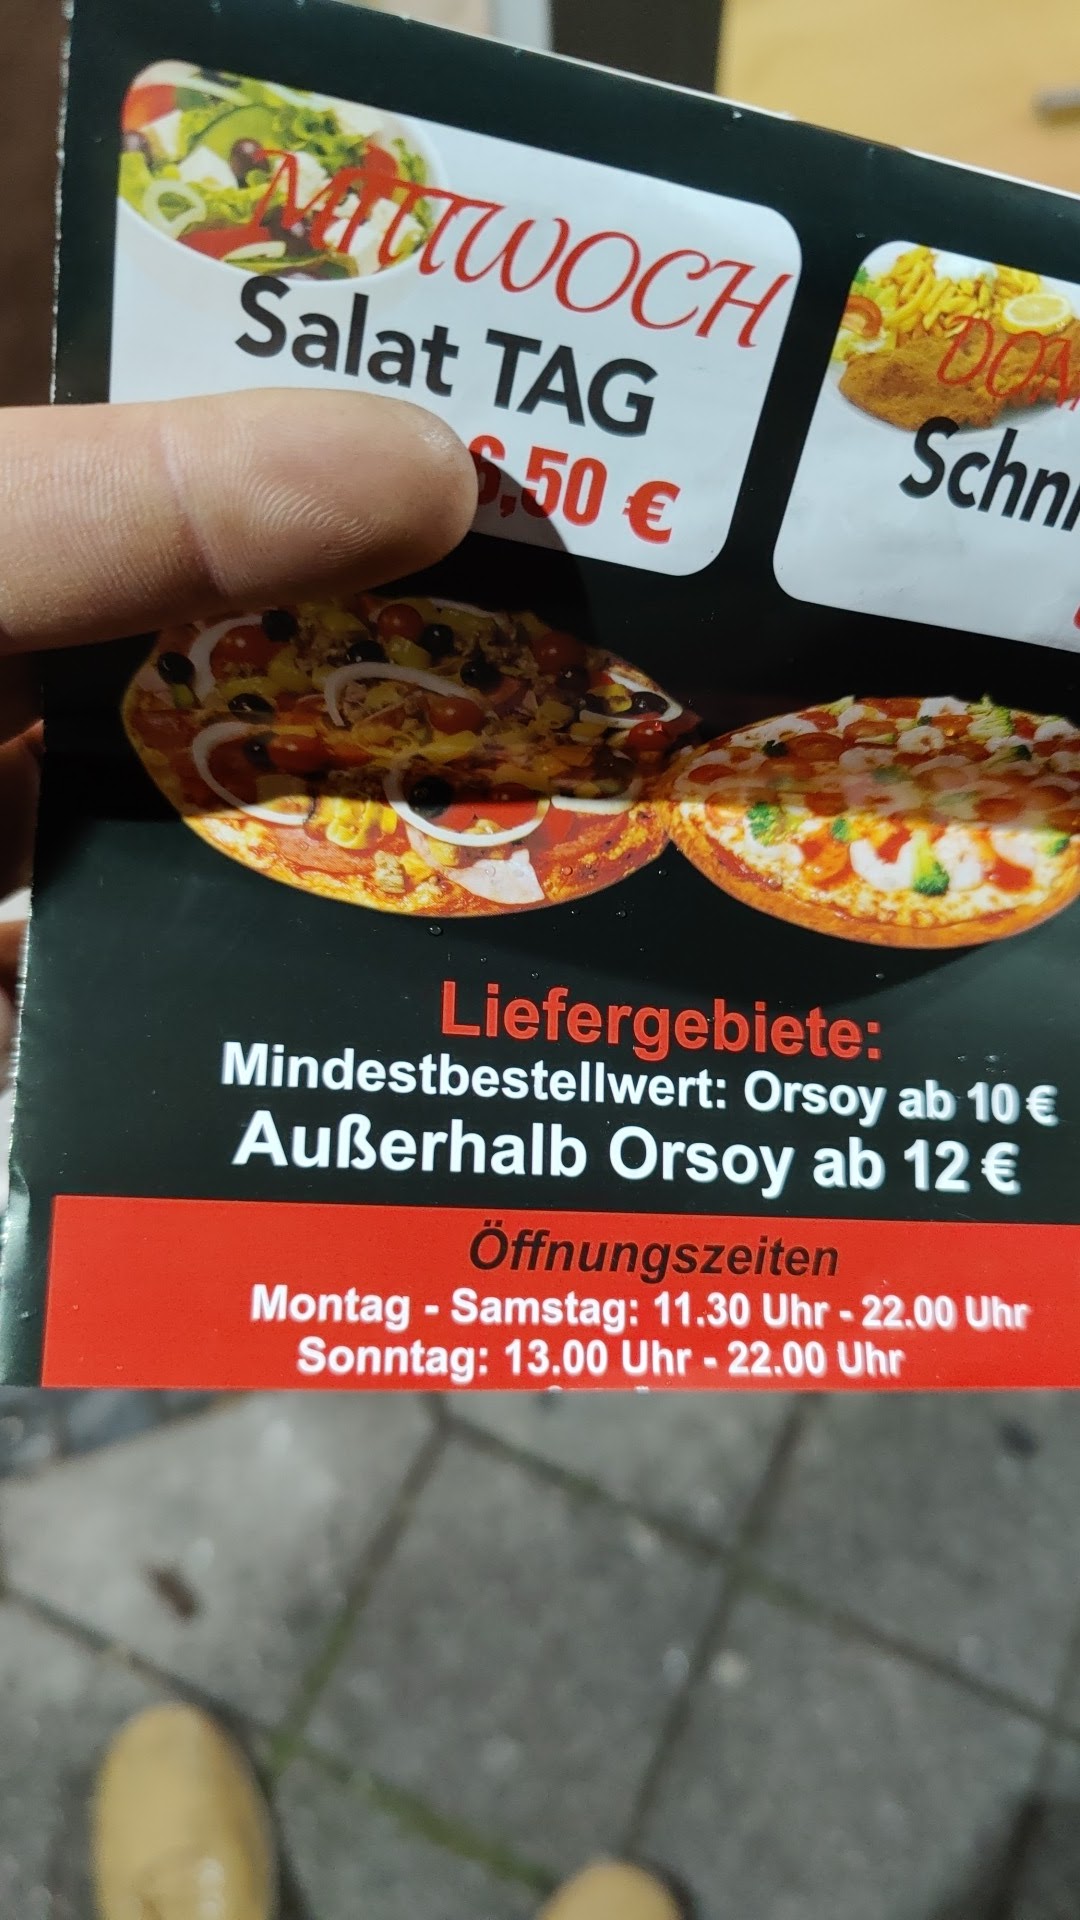 MITTWOCH
Salat TAG
6,50 €
Liefergebiete:
Mindestbestellwert: Orsoy ab 10 €
Außerhalb Orsoy ab 12 €
Öffnungszeiten
Montag - Samstag: 11.30 Uhr - 22.00 Uhr
Sonntag: 13.00 Uhr - 22.00 Uhr